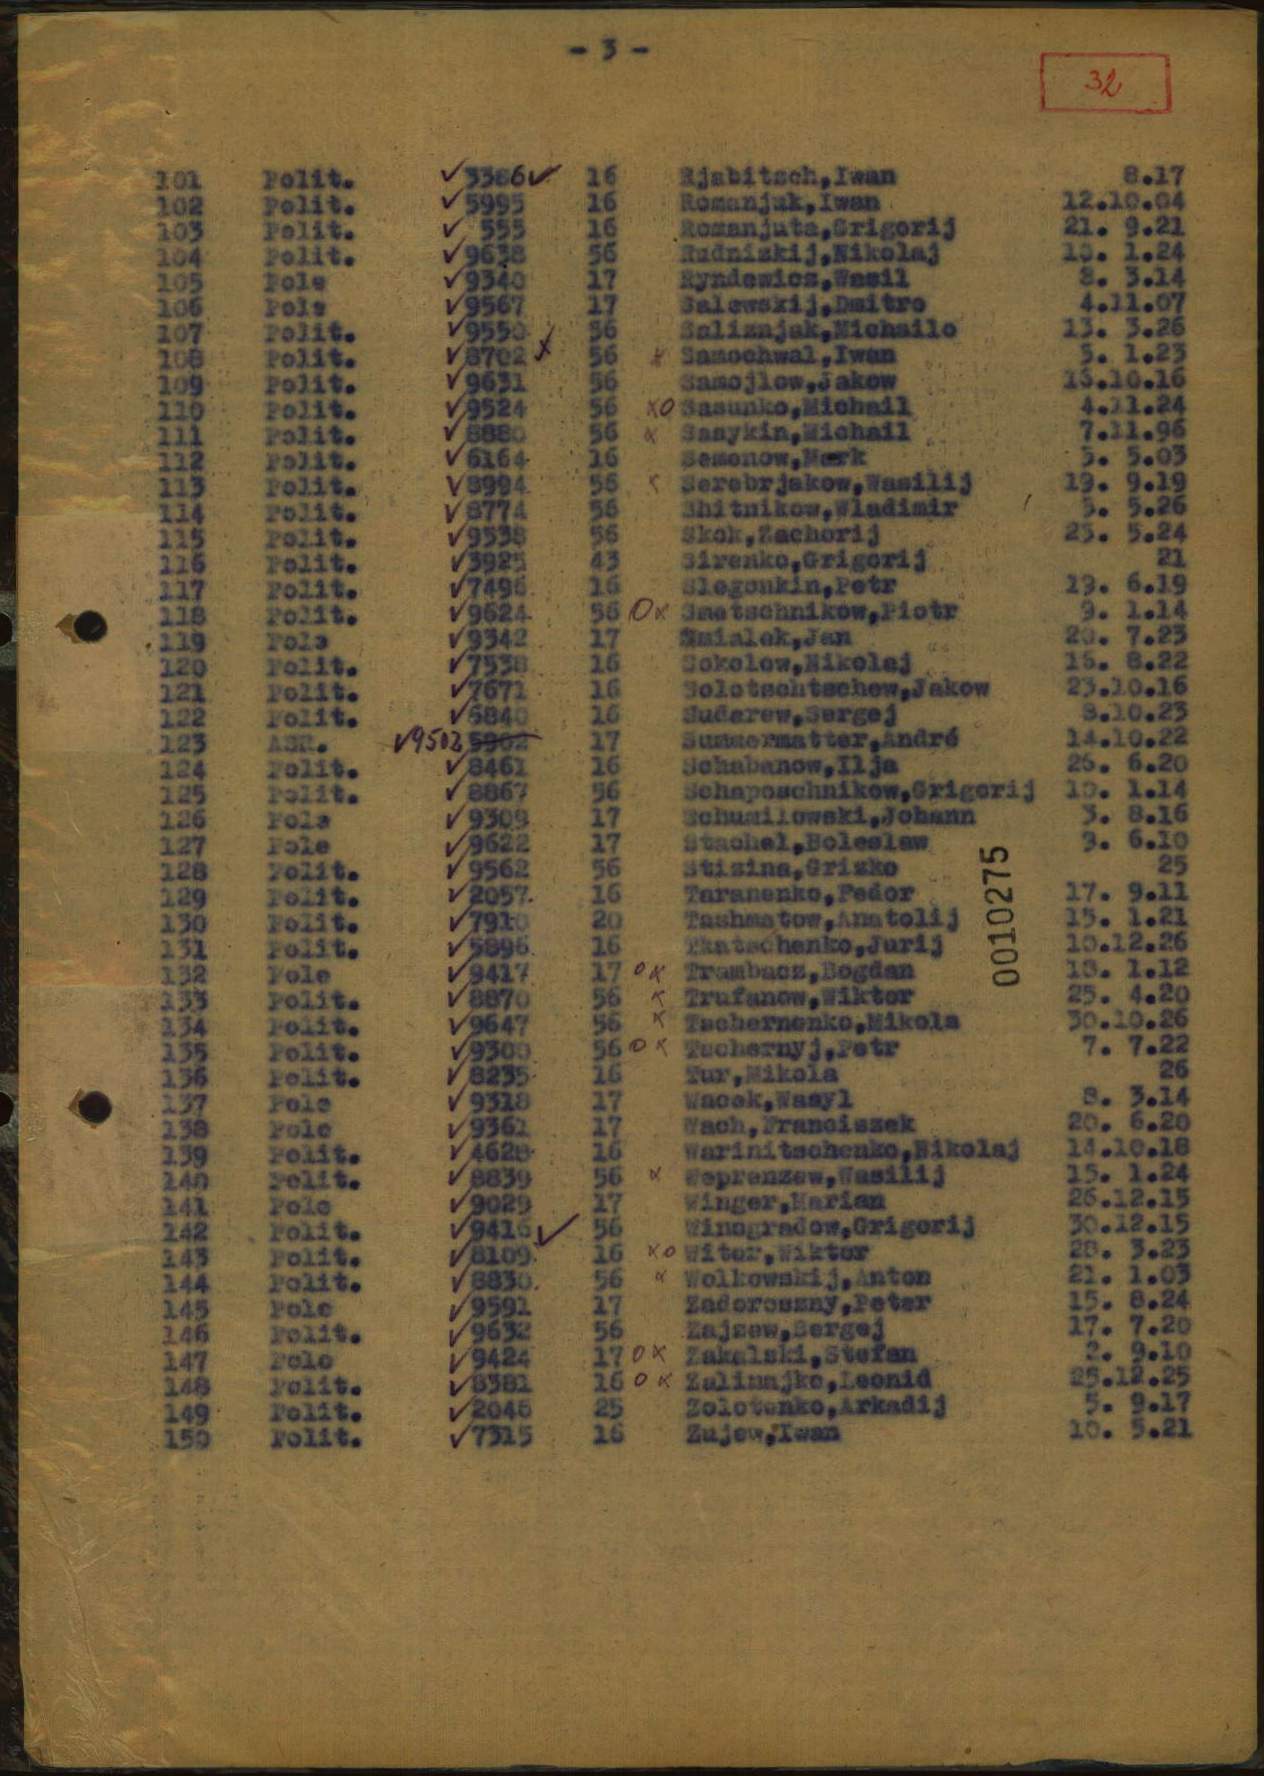 - 3 -
32
101 Polit. ✓ 3386 ✓ 16 Rjabitsch,Iwan 8.17
102 Polit. ✓ 5995 16 Romanjuk,Iwan 12.10.04
103 Polit. ✓ 555 16 Romanjuta,Grigorij 21. 9.21
104 Polit. ✓ 9638 56 Rudnizkij,Nikolaj 10. 1.24
105 Pole ✓ 9340 17 Ryndewicz,Wasil 8. 3.14
106 Pole ✓ 9567 17 Salewskij,Dmitro 4.11.07
107 Polit. ✓ 9550 56 Saliznjak,Michailo 13. 3.26
108 Polit. ✓ 8702 x 56 x Samochwal,Iwan 5. 1.23
109 Polit. ✓ 9631 56 Samojlow,Jakow 16.10.16
110 Polit. ✓ 9524 56 xo Sasunko,Michail 4.11.24
111 Polit. ✓ 8880 56 x Sasykin,Michail 7.11.96
112 Polit. ✓ 6164 16 Semonow,Mark 5. 5.03
113 Polit. ✓ 8994 56 x Serebrjakow,Wasilij 19. 9.19
114 Polit. ✓ 8774 56 Shitnikow,Wladimir 5. 5.26
115 Polit. ✓ 9538 56 Skok,Zachorij 25. 5.24
116 Polit. ✓ 3925 43 Sirenko,Grigorij 21
117 Polit. ✓ 7496 16 Slegonkin,Petr 19. 6.19
118 Polit. ✓ 9624 56 Ox Smetschnikow,Piotr 9. 1.14
119 Pole ✓ 9342 17 Smialek,Jan 20. 7.23
120 Polit. ✓ 7538 16 Sokolow,Nikolaj 16. 8.22
121 Polit. ✓ 7671 16 Solotschtschew,Jakow 23.10.16
122 Polit. ✓ 6840 16 Sudarew,Sergej 8.10.23
123 ASR. ✓9502 5902 17 Summermatter,André 14.10.22
124 Polit. ✓ 8461 16 Schabanow,Ilja 26. 6.20
125 Polit. ✓ 8867 56 Schaposchnikow,Grigorij 10. 1.14
126 Pole ✓ 9309 17 Schumilowski,Johann 3. 8.16
127 Pole ✓ 9622 17 Stachel,Boleslaw 9. 6.10
128 Polit. ✓ 9562 56 Stizina,Grizko 25
129 Polit. ✓ 2057 16 Taranenko,Fedor 17. 9.11
130 Polit. ✓ 7910 20 Tashmatow,Anatolij 15. 1.21
131 Polit. ✓ 5896 16 Tkatschenko,Jurij 10.12.26
132 Pole ✓ 9417 17 ox Trambacz,Bogdan 18. 1.12
133 Polit. ✓ 8870 56 x Trufanow,Wiktor 25. 4.20
134 Polit. ✓ 9647 56 x Tschernenko,Mikola 30.10.26
135 Polit. ✓ 9300 56 ox Tschernyj,Petr 7. 7.22
136 Polit. ✓ 8235 16 Tur,Mikola 26
137 Pole ✓ 9318 17 Wacek,Wasyl 8. 3.14
138 Pole ✓ 9361 17 Wach,Franciszek 20. 6.20
139 Polit. ✓ 4628 16 Warinitschenko,Nikolaj 14.10.18
140 Polit. ✓ 8839 56 x Weprenzew,Wasilij 15. 1.24
141 Pole ✓ 9029 17 Winger,Marian 26.12.15
142 Polit. ✓ 9416 ✓ 56 Winogradow,Grigorij 30.12.15
143 Polit. ✓ 8109 16 xo Witer,Wiktor 28. 3.23
144 Polit. ✓ 8830 56 x Wolkowskij,Anton 21. 1.03
145 Pole ✓ 9591 17 Zadoroszny,Peter 15. 8.24
146 Polit. ✓ 9632 56 Zajzew,Sergej 17. 7.20
147 Pole ✓ 9424 17 ox Zakalski,Stefan 2. 9.10
148 Polit. ✓ 8381 16 ox Zalimajko,Leonid 25.12.25
149 Polit. ✓ 2046 25 Zolotenko,Arkadij 5. 9.17
150 Polit. ✓ 7315 16 Zujew,Iwan 10. 5.21
0010275